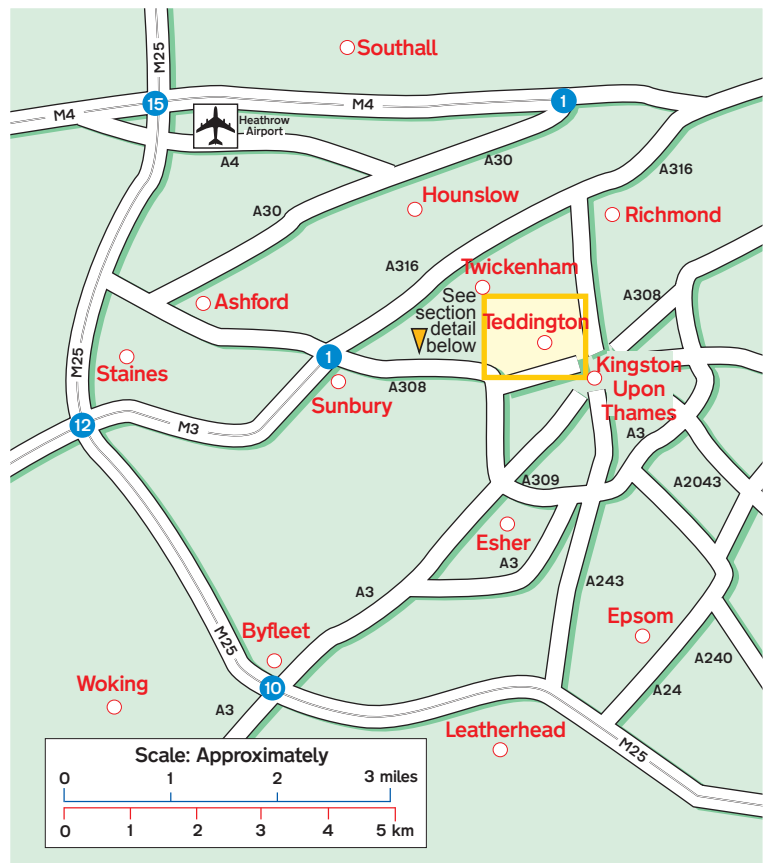 M25
Southall
15
M4
M4
1
Heathrow
Airport
A4
A30
A316
Hounslow
A30
Richmond
A316
Twickenham
See
section
detail
below
A308
Ashford
Teddington
M25
Staines
1
A308
Sunbury
Kingston
Upon
Thames
12
M3
A3
A309
A2043
Esher
A3
A3
A243
Epsom
M25
Byfleet
A240
10
A24
Woking
A3
Leatherhead
M25
Scale: Approximately
0 1 2 3 miles
0 1 2 3 4 5 km